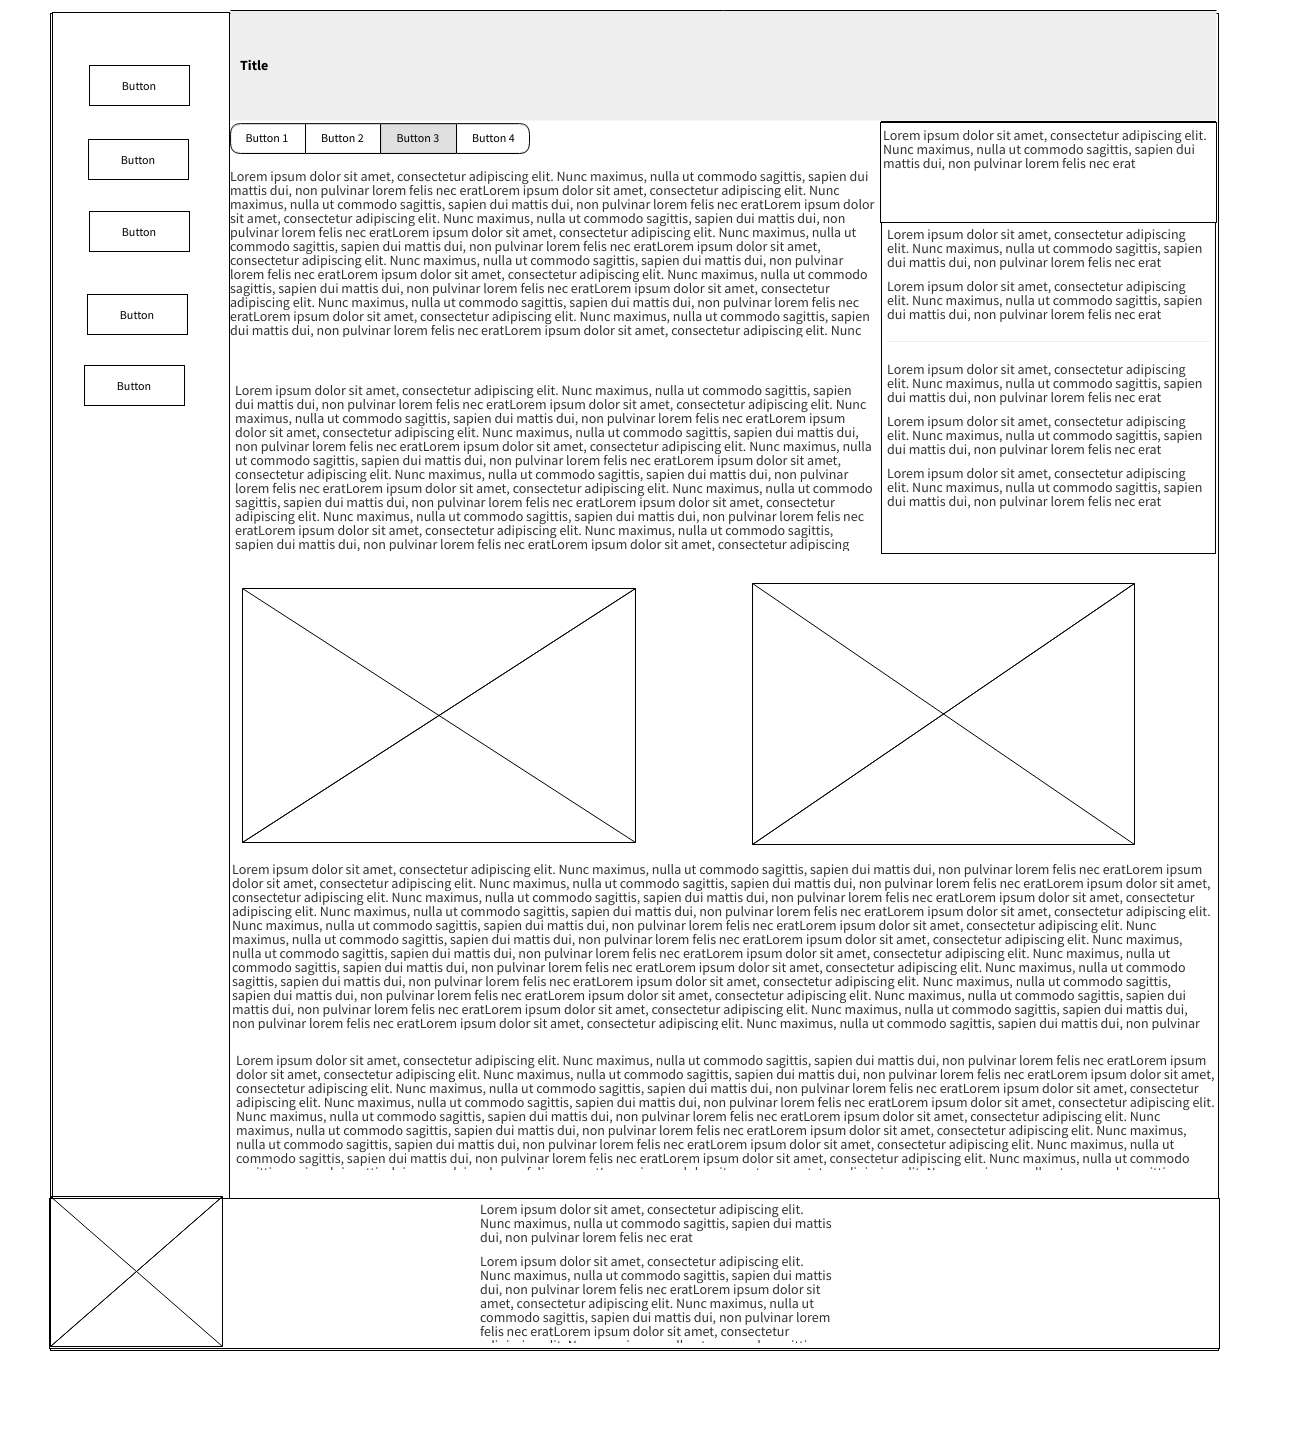 Button
Button
Button
Button
Button
Title
Button 1 Button 2 Button 3 Button 4
Lorem ipsum dolor sit amet, consectetur adipiscing elit. Nunc maximus, nulla ut commodo sagittis, sapien dui
mattis dui, non pulvinar lorem felis nec eratLorem ipsum dolor sit amet, consectetur adipiscing elit. Nunc
maximus, nulla ut commodo sagittis, sapien dui mattis dui, non pulvinar lorem felis nec eratLorem ipsum dolor
sit amet, consectetur adipiscing elit. Nunc maximus, nulla ut commodo sagittis, sapien dui mattis dui, non
pulvinar lorem felis nec eratLorem ipsum dolor sit amet, consectetur adipiscing elit. Nunc maximus, nulla ut
commodo sagittis, sapien dui mattis dui, non pulvinar lorem felis nec eratLorem ipsum dolor sit amet,
consectetur adipiscing elit. Nunc maximus, nulla ut commodo sagittis, sapien dui mattis dui, non pulvinar
lorem felis nec eratLorem ipsum dolor sit amet, consectetur adipiscing elit. Nunc maximus, nulla ut commodo
sagittis, sapien dui mattis dui, non pulvinar lorem felis nec eratLorem ipsum dolor sit amet, consectetur
adipiscing elit. Nunc maximus, nulla ut commodo sagittis, sapien dui mattis dui, non pulvinar lorem felis nec
eratLorem ipsum dolor sit amet, consectetur adipiscing elit. Nunc maximus, nulla ut commodo sagittis, sapien
dui mattis dui, non pulvinar lorem felis nec eratLorem ipsum dolor sit amet, consectetur adipiscing elit. Nunc
Lorem ipsum dolor sit amet, consectetur adipiscing elit. Nunc maximus, nulla ut commodo sagittis, sapien
dui mattis dui, non pulvinar lorem felis nec eratLorem ipsum dolor sit amet, consectetur adipiscing elit. Nunc
maximus, nulla ut commodo sagittis, sapien dui mattis dui, non pulvinar lorem felis nec eratLorem ipsum
dolor sit amet, consectetur adipiscing elit. Nunc maximus, nulla ut commodo sagittis, sapien dui mattis dui,
non pulvinar lorem felis nec eratLorem ipsum dolor sit amet, consectetur adipiscing elit. Nunc maximus, nulla
ut commodo sagittis, sapien dui mattis dui, non pulvinar lorem felis nec eratLorem ipsum dolor sit amet,
consectetur adipiscing elit. Nunc maximus, nulla ut commodo sagittis, sapien dui mattis dui, non pulvinar
lorem felis nec eratLorem ipsum dolor sit amet, consectetur adipiscing elit. Nunc maximus, nulla ut commodo
sagittis, sapien dui mattis dui, non pulvinar lorem felis nec eratLorem ipsum dolor sit amet, consectetur
adipiscing elit. Nunc maximus, nulla ut commodo sagittis, sapien dui mattis dui, non pulvinar lorem felis nec
eratLorem ipsum dolor sit amet, consectetur adipiscing elit. Nunc maximus, nulla ut commodo sagittis,
sapien dui mattis dui, non pulvinar lorem felis nec eratLorem ipsum dolor sit amet, consectetur adipiscing
Lorem ipsum dolor sit amet, consectetur adipiscing elit.
Nunc maximus, nulla ut commodo sagittis, sapien dui
mattis dui, non pulvinar lorem felis nec erat
Lorem ipsum dolor sit amet, consectetur adipiscing
elit. Nunc maximus, nulla ut commodo sagittis, sapien
dui mattis dui, non pulvinar lorem felis nec erat
Lorem ipsum dolor sit amet, consectetur adipiscing
elit. Nunc maximus, nulla ut commodo sagittis, sapien
dui mattis dui, non pulvinar lorem felis nec erat
Lorem ipsum dolor sit amet, consectetur adipiscing
elit. Nunc maximus, nulla ut commodo sagittis, sapien
dui mattis dui, non pulvinar lorem felis nec erat
Lorem ipsum dolor sit amet, consectetur adipiscing
elit. Nunc maximus, nulla ut commodo sagittis, sapien
dui mattis dui, non pulvinar lorem felis nec erat
Lorem ipsum dolor sit amet, consectetur adipiscing
elit. Nunc maximus, nulla ut commodo sagittis, sapien
dui mattis dui, non pulvinar lorem felis nec erat
Lorem ipsum dolor sit amet, consectetur adipiscing elit. Nunc maximus, nulla ut commodo sagittis, sapien dui mattis dui, non pulvinar lorem felis nec eratLorem ipsum
dolor sit amet, consectetur adipiscing elit. Nunc maximus, nulla ut commodo sagittis, sapien dui mattis dui, non pulvinar lorem felis nec eratLorem ipsum dolor sit amet,
consectetur adipiscing elit. Nunc maximus, nulla ut commodo sagittis, sapien dui mattis dui, non pulvinar lorem felis nec eratLorem ipsum dolor sit amet, consectetur
adipiscing elit. Nunc maximus, nulla ut commodo sagittis, sapien dui mattis dui, non pulvinar lorem felis nec eratLorem ipsum dolor sit amet, consectetur adipiscing elit.
Nunc maximus, nulla ut commodo sagittis, sapien dui mattis dui, non pulvinar lorem felis nec eratLorem ipsum dolor sit amet, consectetur adipiscing elit. Nunc
maximus, nulla ut commodo sagittis, sapien dui mattis dui, non pulvinar lorem felis nec eratLorem ipsum dolor sit amet, consectetur adipiscing elit. Nunc maximus,
nulla ut commodo sagittis, sapien dui mattis dui, non pulvinar lorem felis nec eratLorem ipsum dolor sit amet, consectetur adipiscing elit. Nunc maximus, nulla ut
commodo sagittis, sapien dui mattis dui, non pulvinar lorem felis nec eratLorem ipsum dolor sit amet, consectetur adipiscing elit. Nunc maximus, nulla ut commodo
sagittis, sapien dui mattis dui, non pulvinar lorem felis nec eratLorem ipsum dolor sit amet, consectetur adipiscing elit. Nunc maximus, nulla ut commodo sagittis,
sapien dui mattis dui, non pulvinar lorem felis nec eratLorem ipsum dolor sit amet, consectetur adipiscing elit. Nunc maximus, nulla ut commodo sagittis, sapien dui
mattis dui, non pulvinar lorem felis nec eratLorem ipsum dolor sit amet, consectetur adipiscing elit. Nunc maximus, nulla ut commodo sagittis, sapien dui mattis dui,
non pulvinar lorem felis nec eratLorem ipsum dolor sit amet, consectetur adipiscing elit. Nunc maximus, nulla ut commodo sagittis, sapien dui mattis dui, non pulvinar
Lorem ipsum dolor sit amet, consectetur adipiscing elit. Nunc maximus, nulla ut commodo sagittis, sapien dui mattis dui, non pulvinar lorem felis nec eratLorem ipsum
dolor sit amet, consectetur adipiscing elit. Nunc maximus, nulla ut commodo sagittis, sapien dui mattis dui, non pulvinar lorem felis nec eratLorem ipsum dolor sit amet,
consectetur adipiscing elit. Nunc maximus, nulla ut commodo sagittis, sapien dui mattis dui, non pulvinar lorem felis nec eratLorem ipsum dolor sit amet, consectetur
adipiscing elit. Nunc maximus, nulla ut commodo sagittis, sapien dui mattis dui, non pulvinar lorem felis nec eratLorem ipsum dolor sit amet, consectetur adipiscing elit.
Nunc maximus, nulla ut commodo sagittis, sapien dui mattis dui, non pulvinar lorem felis nec eratLorem ipsum dolor sit amet, consectetur adipiscing elit. Nunc
maximus, nulla ut commodo sagittis, sapien dui mattis dui, non pulvinar lorem felis nec eratLorem ipsum dolor sit amet, consectetur adipiscing elit. Nunc maximus,
nulla ut commodo sagittis, sapien dui mattis dui, non pulvinar lorem felis nec eratLorem ipsum dolor sit amet, consectetur adipiscing elit. Nunc maximus, nulla ut
commodo sagittis, sapien dui mattis dui, non pulvinar lorem felis nec eratLorem ipsum dolor sit amet, consectetur adipiscing elit. Nunc maximus, nulla ut commodo
Lorem ipsum dolor sit amet, consectetur adipiscing elit.
Nunc maximus, nulla ut commodo sagittis, sapien dui mattis
dui, non pulvinar lorem felis nec erat
Lorem ipsum dolor sit amet, consectetur adipiscing elit.
Nunc maximus, nulla ut commodo sagittis, sapien dui mattis
dui, non pulvinar lorem felis nec eratLorem ipsum dolor sit
amet, consectetur adipiscing elit. Nunc maximus, nulla ut
commodo sagittis, sapien dui mattis dui, non pulvinar lorem
felis nec eratLorem ipsum dolor sit amet, consectetur